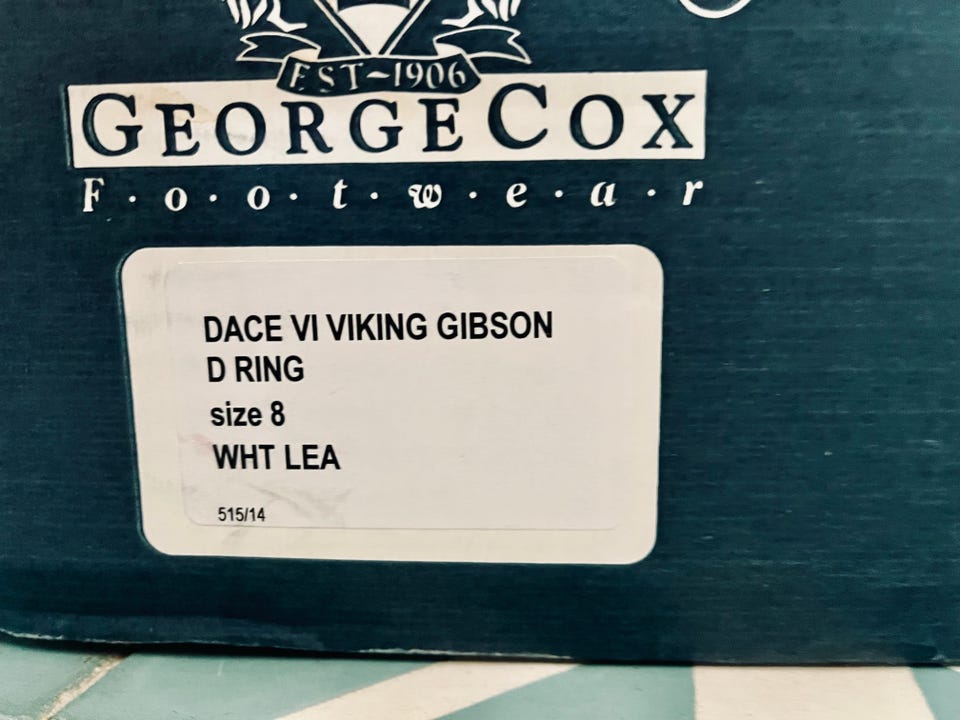 EST-1906
GEORGE COX
F·o·o·t·w·e·a·r
DACE VI VIKING GIBSON
D RING
size 8
WHT LEA
515/14